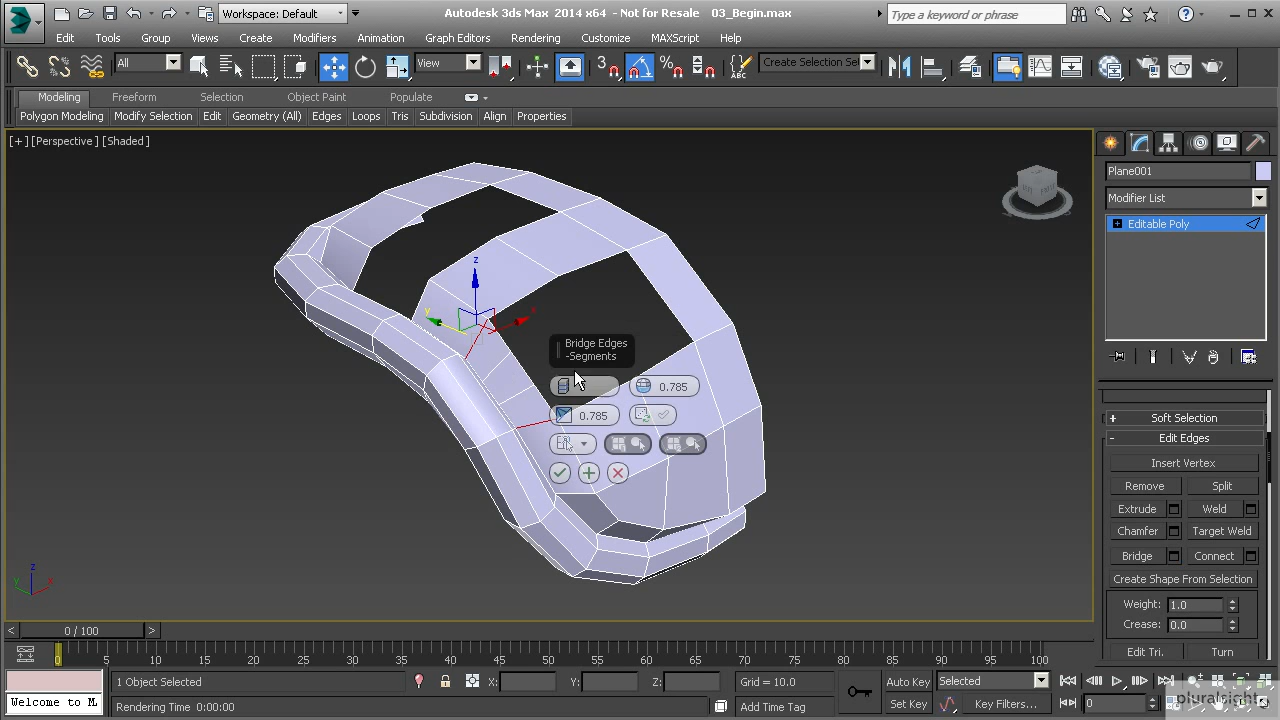 Workspace: Default
Autodesk 3ds Max 2014 x64 - Not for Resale 03_Begin.max
Type a keyword or phrase
Edit Tools Group Views Create Modifiers Animation Graph Editors Rendering Customize MAXScript Help
All
View
3
Create Selection Se
Modeling Freeform Selection Object Paint Populate
Polygon Modeling Modify Selection Edit Geometry (All) Edges Loops Tris Subdivision Align Properties
[+] [Perspective] [Shaded]
Plane001
Modifier List
Editable Poly
z
y
x
Bridge Edges
-Segments
0.785
0.785
+ Soft Selection
- Edit Edges
Insert Vertex
Remove Split
Extrude Weld
Chamfer Target Weld
Bridge Connect
Create Shape From Selection
Weight: 1.0
Crease: 0.0
Edit Tri. Turn
z
y x
< 0 / 100 >
0 5 10 15 20 25 30 35 40 45 50 55 60 65 70 75 80 85 90 95 100
1 Object Selected X: Y: Z: Grid = 10.0 Auto Key Selected
Welcome to M
Rendering Time 0:00:00 Add Time Tag Set Key Key Filters... 0
pluralsight